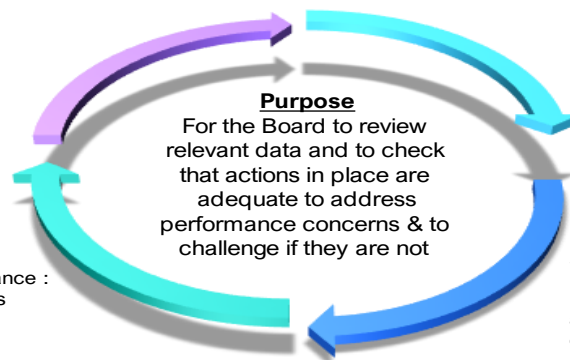 Purpose
For the Board to review
relevant data and to check
that actions in place are
adequate to address
performance concerns & to
challenge if they are not